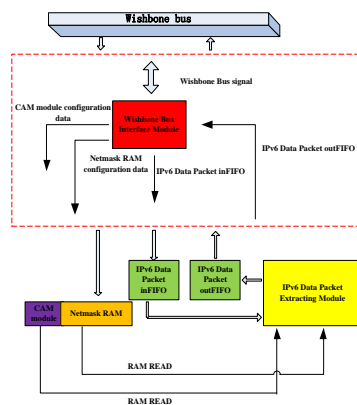 Wishbone bus
Wishbone Bus signal
CAM module configuration
data
Wishbone Bus
Interface Module
Netmask RAM
configuration data
IPv6 Data Packet inFIFO
IPv6 Data Packet outFIFO
IPv6 Data
Packet
inFIFO
IPv6 Data
Packet
outFIFO
IPv6 Data Packet
Extracting Module
CAM
module
Netmask RAM
RAM READ
RAM READ